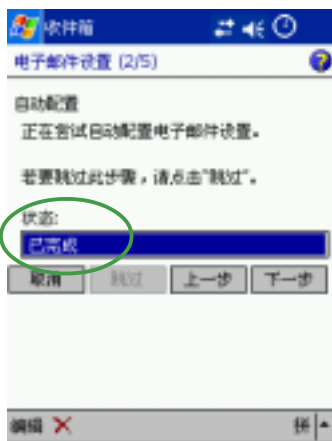 收件箱
电子邮件设置 (2/5)
自动配置
正在尝试自动配置电子邮件设置。
若要跳过此步骤，请点击"跳过"。
状态:
已完成
取消 跳过 上一步 下一步
编辑 拼